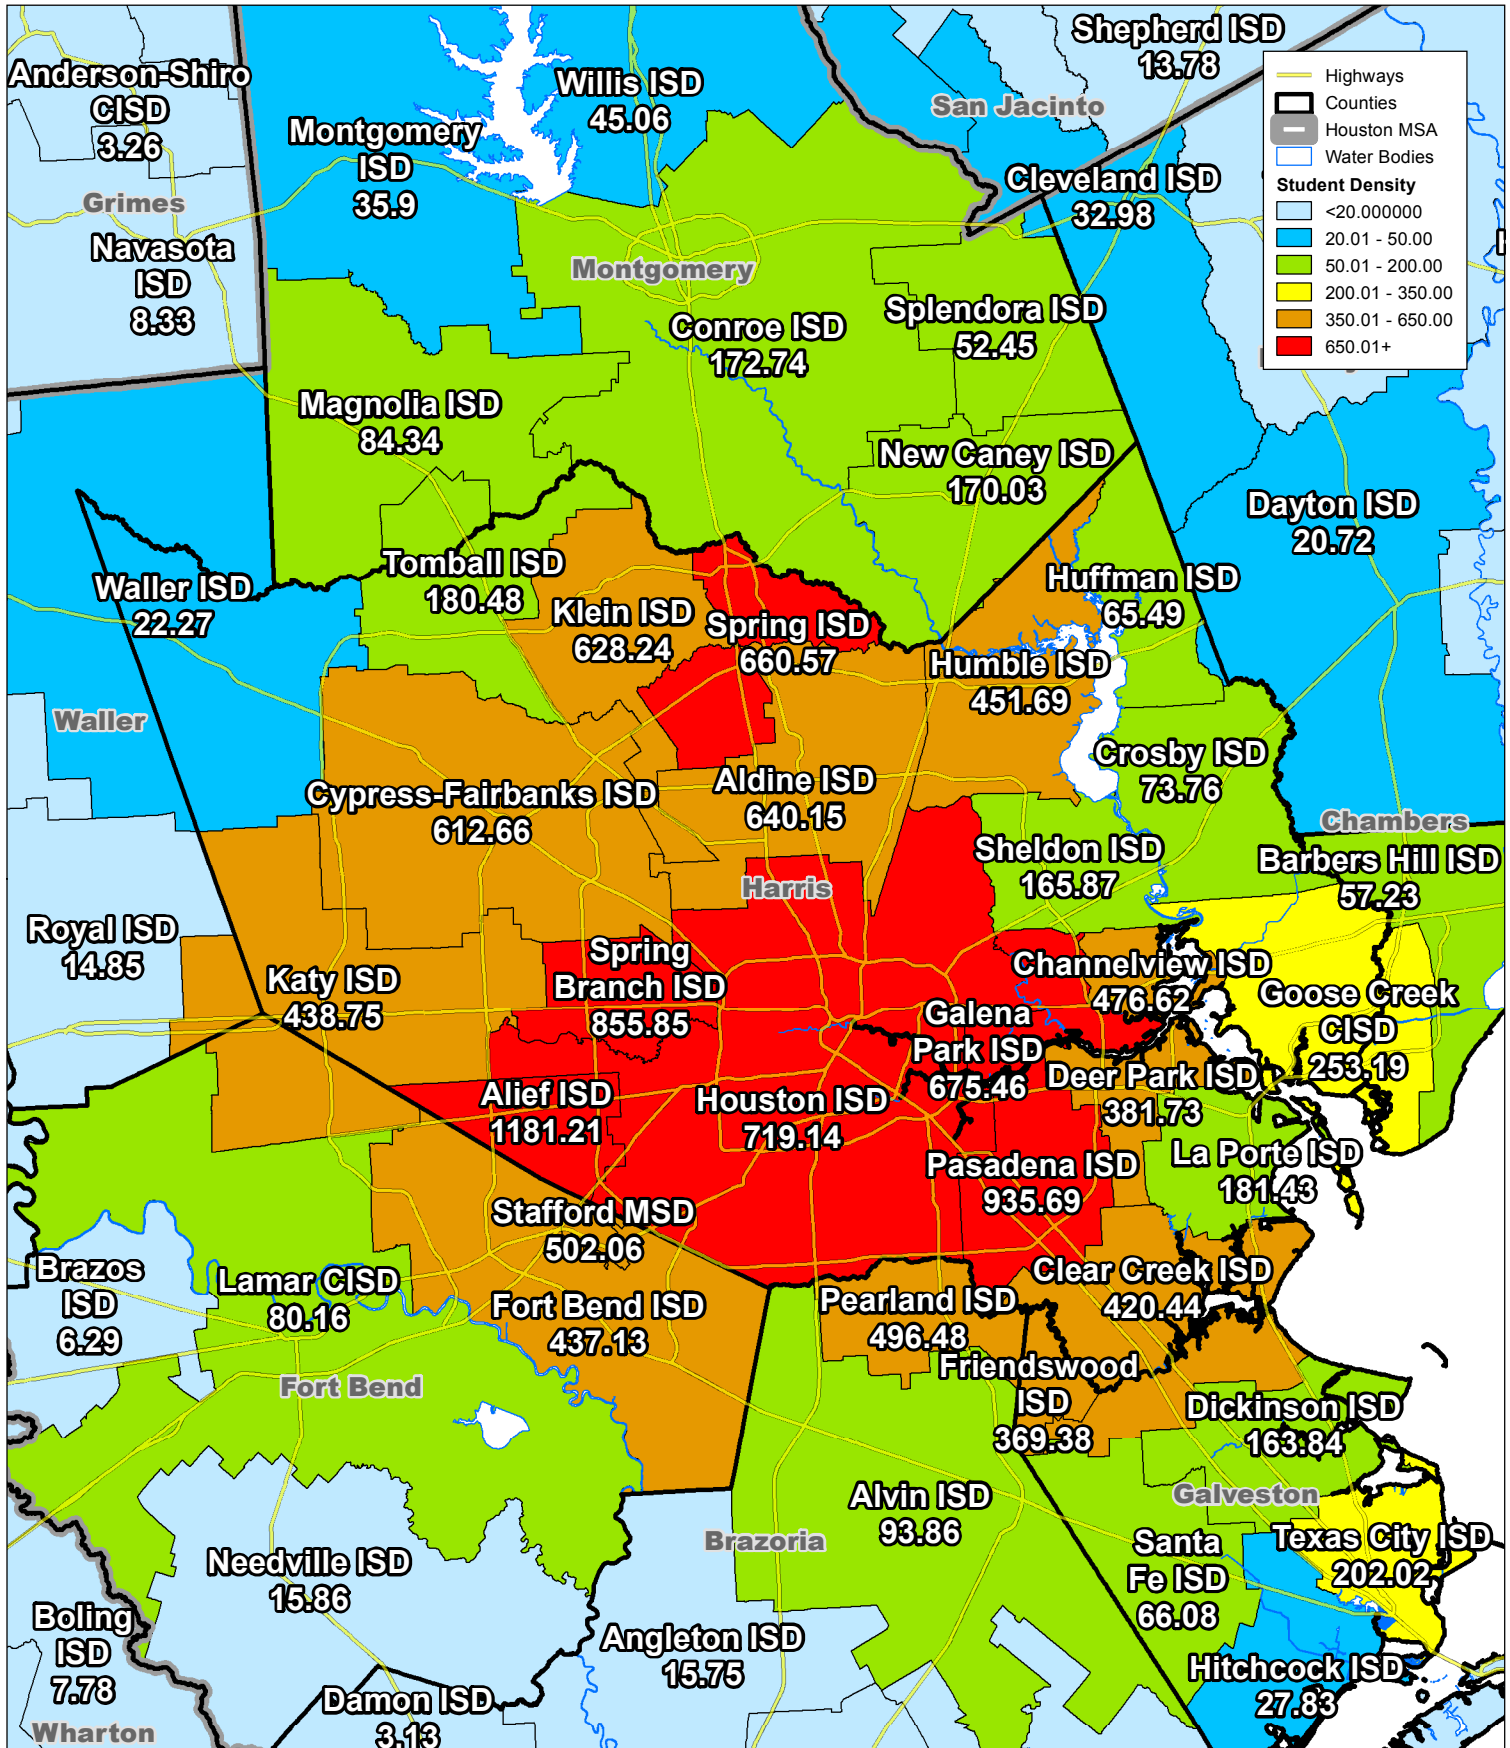 Shepherd ISD
13.78
Highways
Counties
Houston MSA
Water Bodies
Student Density
<20.000000
20.01 - 50.00
50.01 - 200.00
200.01 - 350.00
350.01 - 650.00
650.01+
Anderson-Shiro
CISD
3.26
Willis ISD
45.06
San Jacinto
Montgomery
ISD
35.9
Cleveland ISD
32.98
Grimes
Navasota
ISD
8.33
Montgomery
Conroe ISD
172.74
Splendora ISD
52.45
Magnolia ISD
84.34
New Caney ISD
170.03
Dayton ISD
20.72
Waller ISD
22.27
Tomball ISD
180.48
Klein ISD
628.24
Spring ISD
660.57
Huffman ISD
65.49
Humble ISD
451.69
Waller
Cypress-Fairbanks ISD
612.66
Aldine ISD
640.15
Crosby ISD
73.76
Chambers
Sheldon ISD
165.87
Barbers Hill ISD
57.23
Harris
Royal ISD
14.85
Katy ISD
438.75
Spring
Branch ISD
855.85
Channelview ISD
476.62
Goose Creek
CISD
253.19
Galena
Park ISD
675.46
Deer Park ISD
381.73
Alief ISD
1181.21
Houston ISD
719.14
La Porte ISD
181.43
Pasadena ISD
935.69
Stafford MSD
502.06
Brazos
ISD
6.29
Lamar CISD
80.16
Fort Bend ISD
437.13
Pearland ISD
496.48
Clear Creek ISD
420.44
Friendswood
ISD
369.38
Fort Bend
Dickinson ISD
163.84
Alvin ISD
93.86
Galveston
Brazoria
Santa
Fe ISD
66.08
Texas City ISD
202.02
Needville ISD
15.86
Boling
ISD
7.78
Angleton ISD
15.75
Hitchcock ISD
27.83
Damon ISD
3.13
Wharton